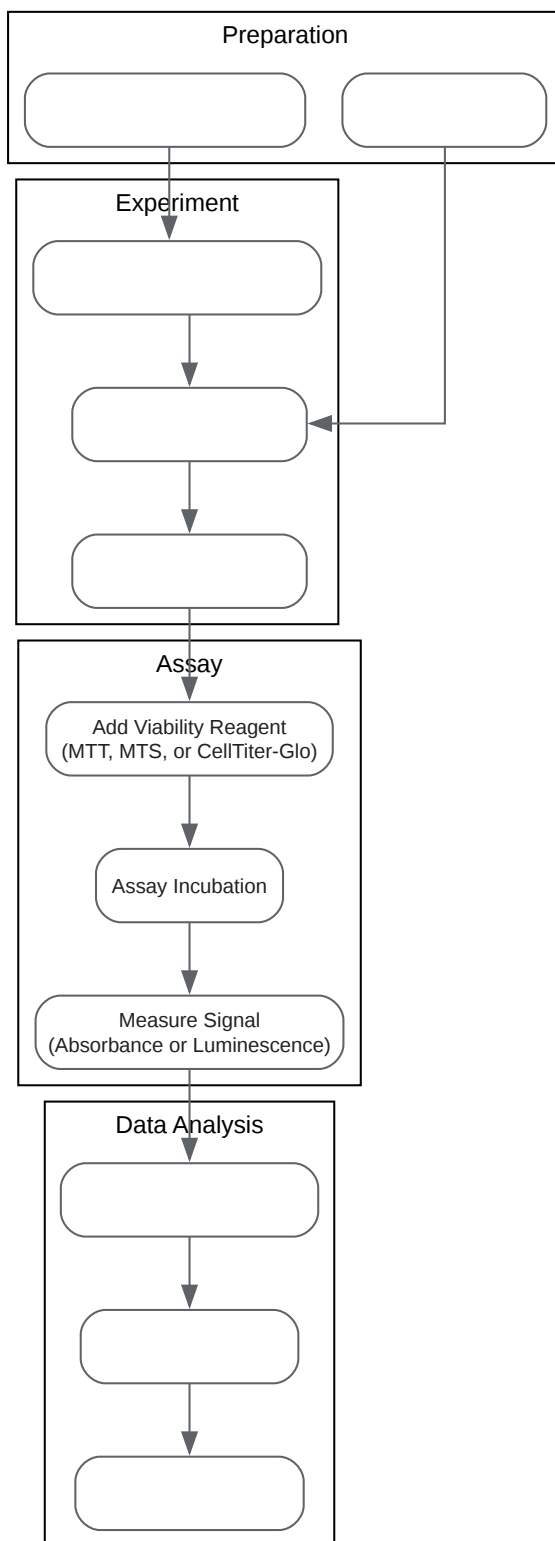 Preparation
Experiment
Assay
Add Viability Reagent
(MTT, MTS, or CellTiter-Glo)
Assay Incubation
Measure Signal
(Absorbance or Luminescence)
Data Analysis